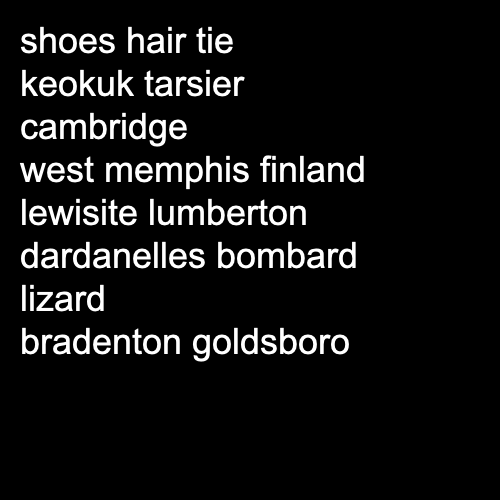 shoes hair tie
keokuk tarsier
cambridge
west memphis finland
lewisite lumberton
dardanelles bombard
lizard
bradenton goldsboro